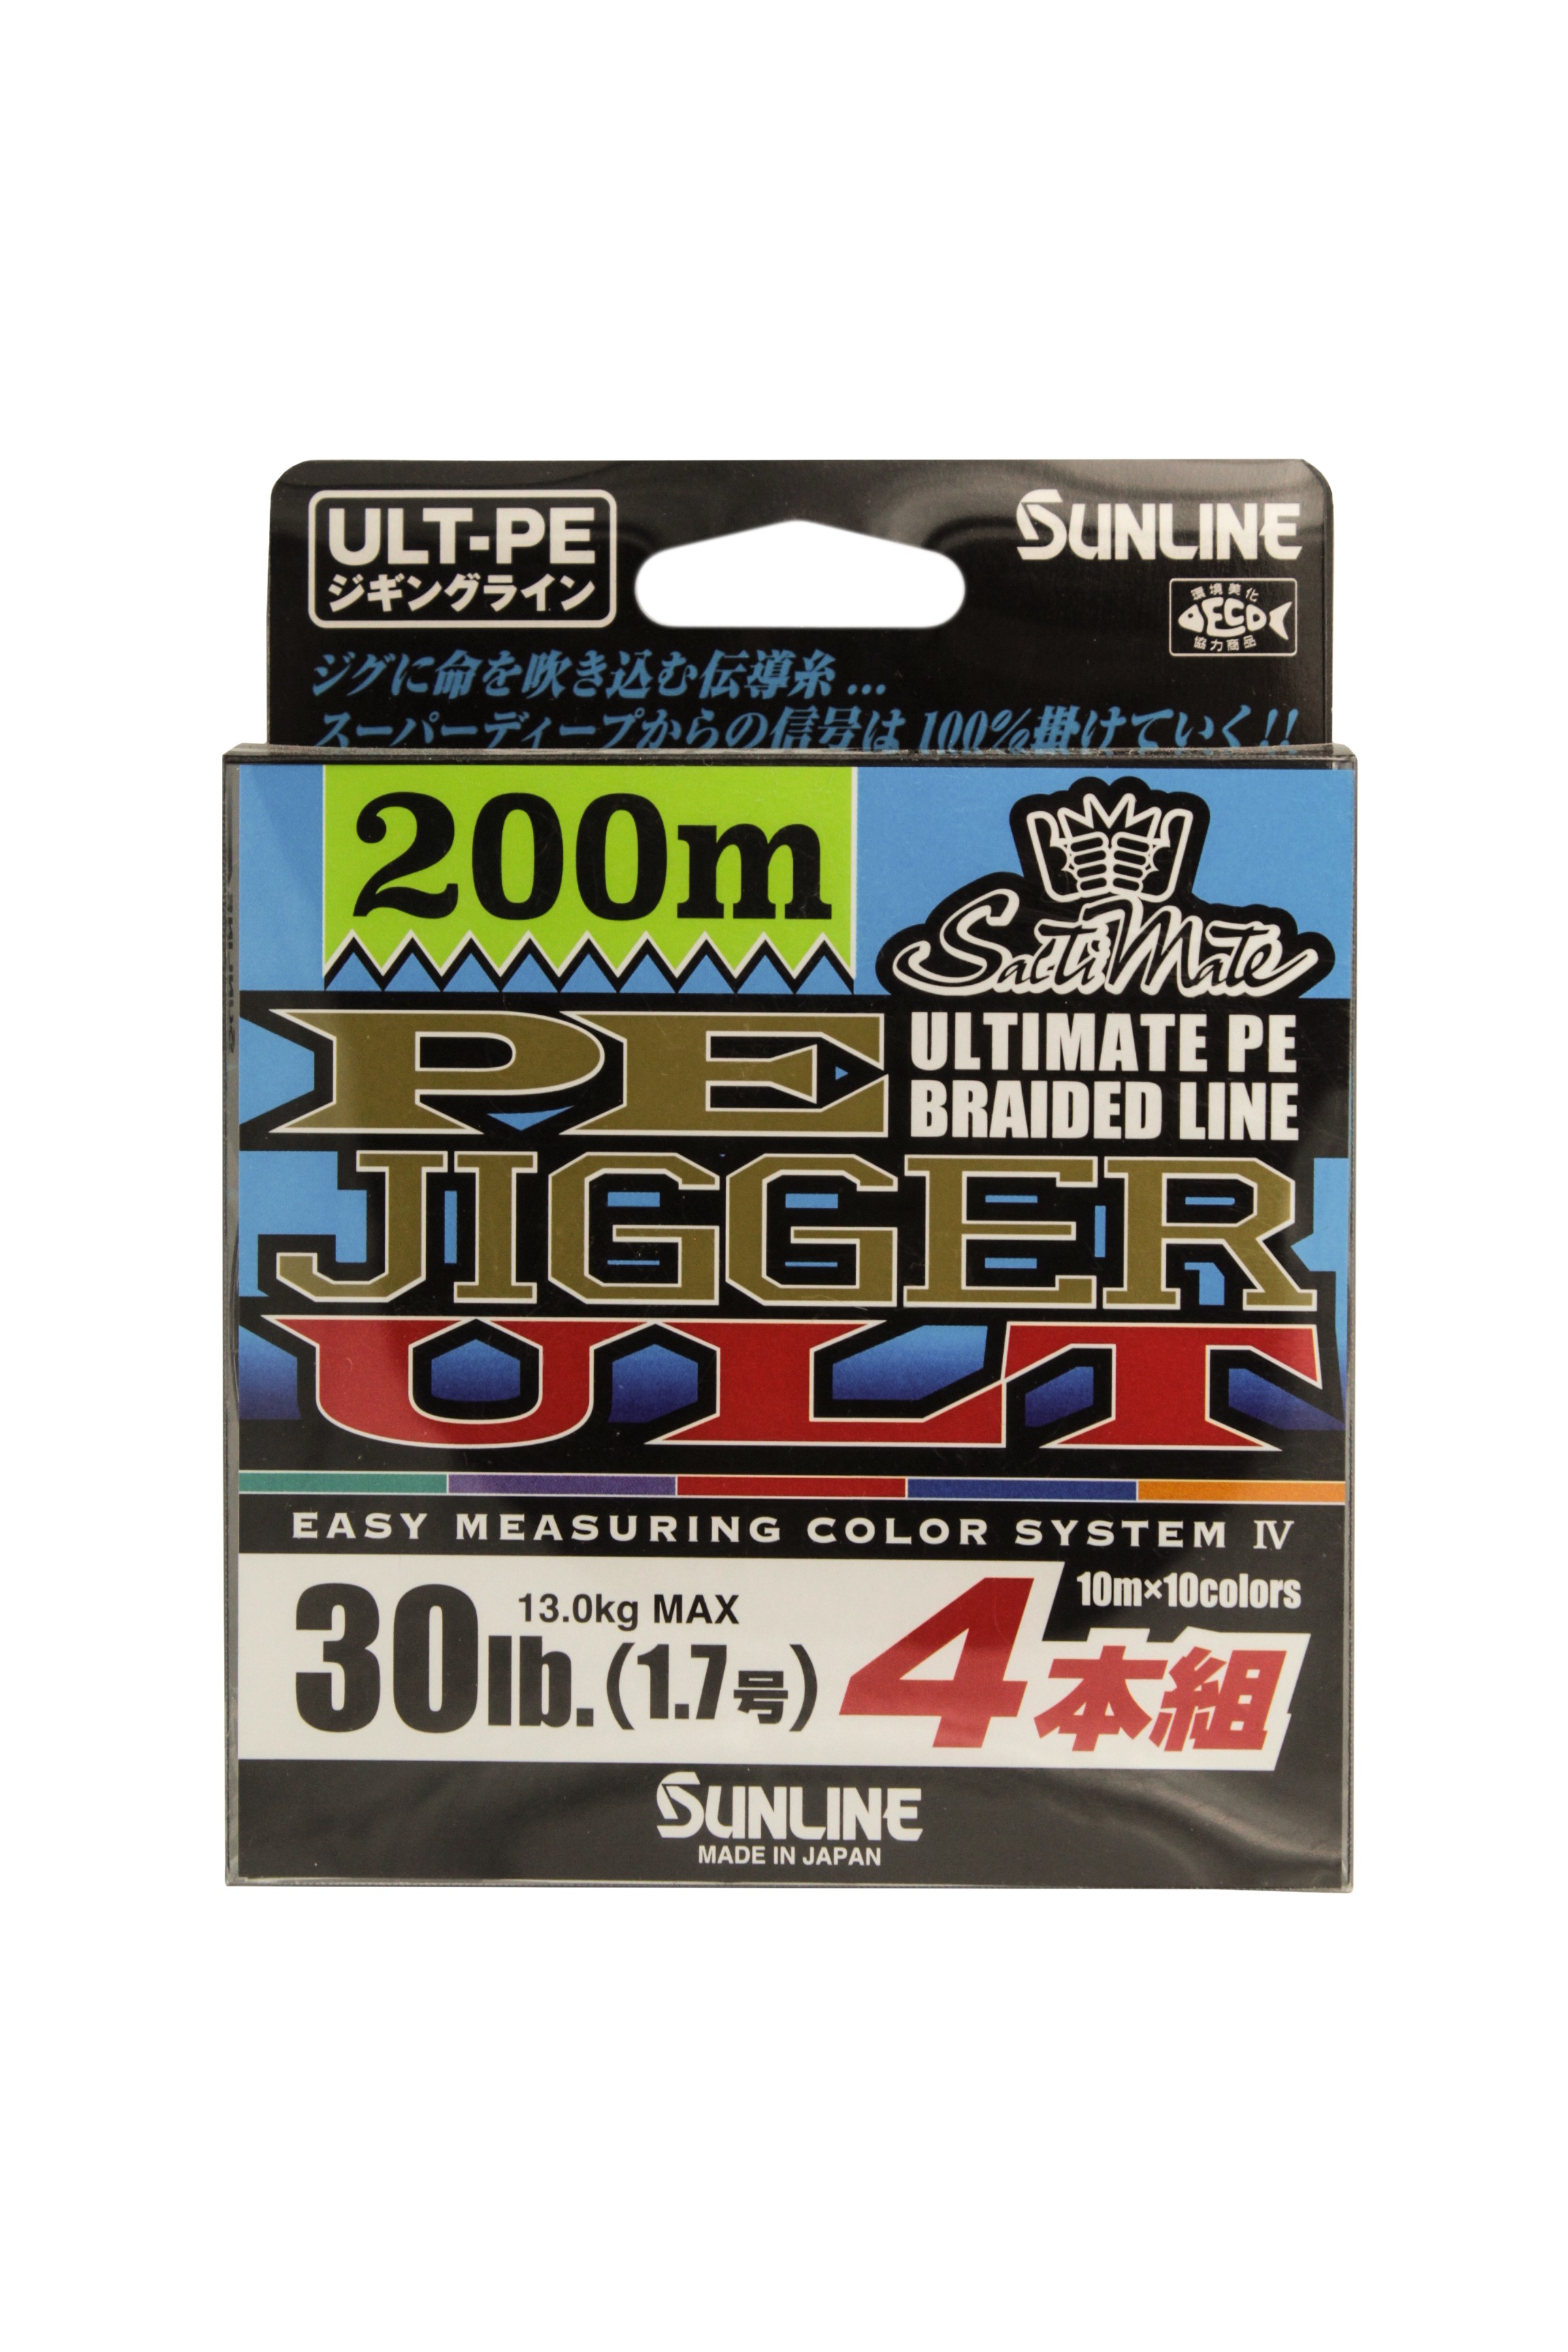 ULT-PE
ジギングライン
SUNLINE
環境美化
ECO
協力商品
ジグに命を吹き込む伝導糸...
スーパーディープからの信号は100%掛けていく!!
200m
SaltiMate
PE
ULTIMATE PE
BRAIDED LINE
JIGGER
ULT
EASY MEASURING COLOR SYSTEM IV
30lb.(1.7号)
13.0kg MAX
10m×10colors
4本組
SUNLINE
MADE IN JAPAN